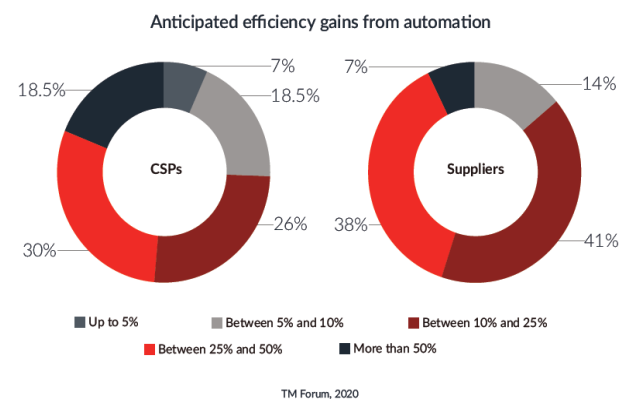 Anticipated efficiency gains from automation
7%
18.5%
18.5%
CSPs
26%
30%
7%
14%
Suppliers
38%
41%
Up to 5%
Between 5% and 10%
Between 10% and 25%
Between 25% and 50%
More than 50%
TM Forum, 2020